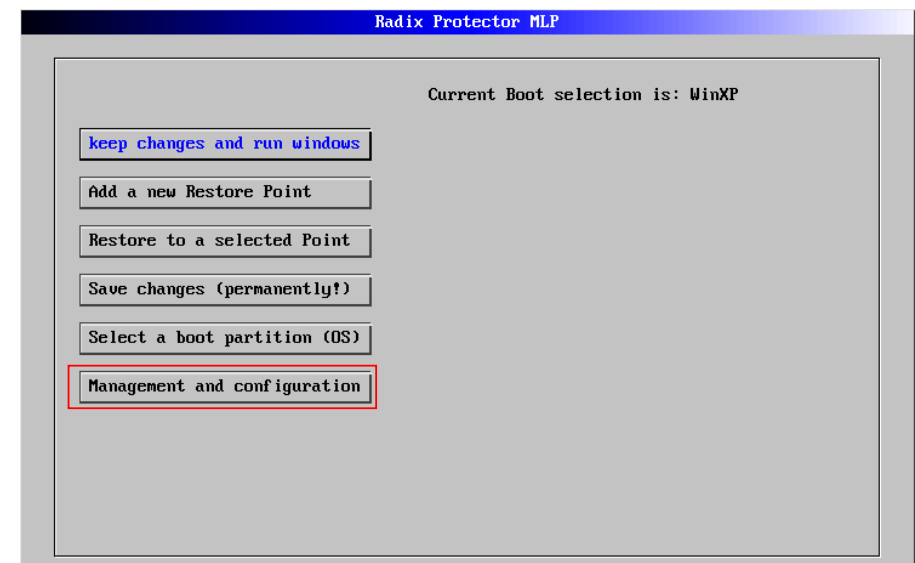 Radix Protector MLP
Current Boot selection is: WinXP
keep changes and run windows
Add a new Restore Point
Restore to a selected Point
Save changes (permanently!)
Select a boot partition (OS)
Management and configuration